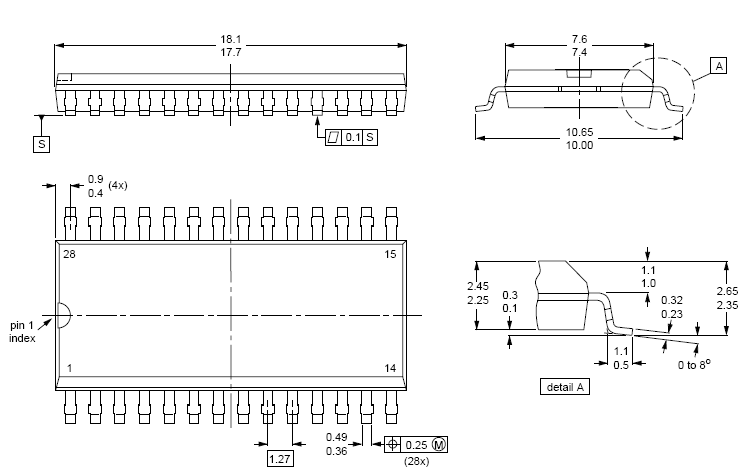 18.1
17.7
S
0.1 S
7.6
7.4
A
10.65
10.00
0.9
0.4
(4x)
28
15
pin 1
index
1
14
1.27
0.49
0.36
0.25 M
(28x)
2.45
2.25
0.3
0.1
1.1
1.0
0.32
0.23
2.65
2.35
1.1
0.5
0 to 8°
detail A